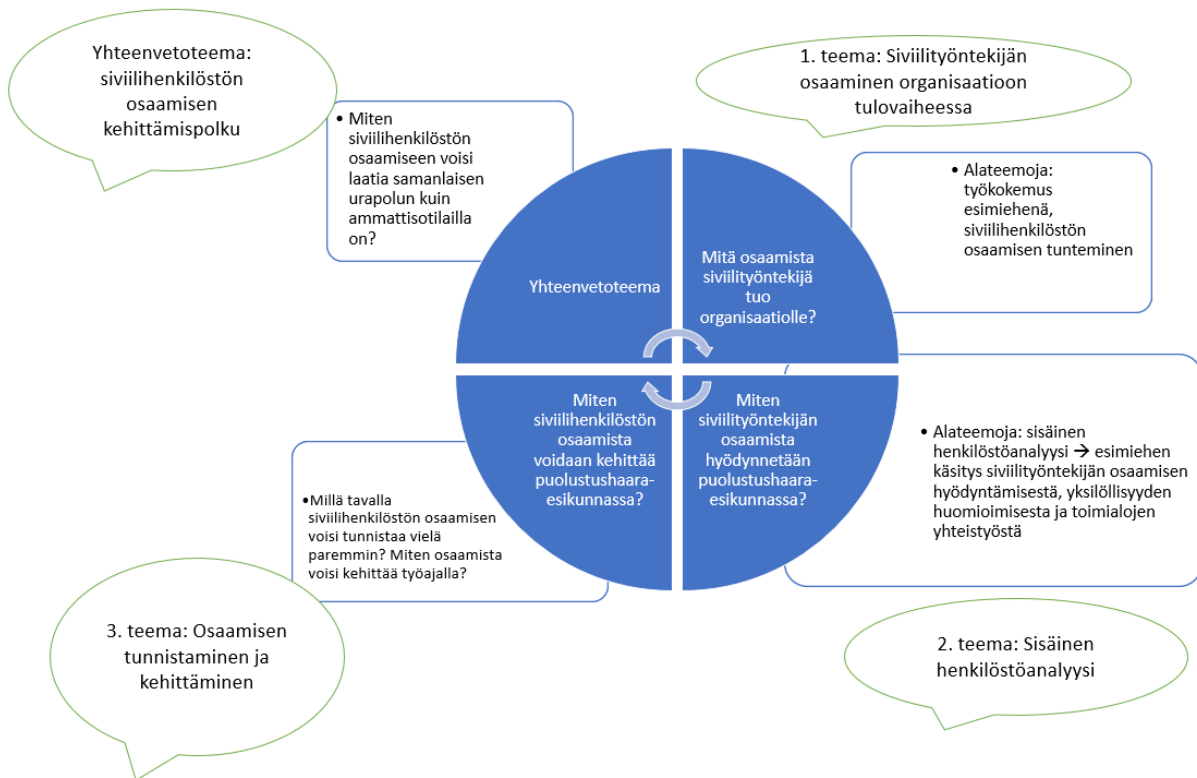 Yhteenvetoteema:
siviilihenkilöstön
osaamisen
kehittämispolku
1. teema: Siviilityöntekijän
osaaminen organisaatioon
tulovaiheessa
• Miten
siviilihenkilöstön
osaamiseen voisi
laatia samanlaisen
urapolun kuin
ammattisotilailla
on?
• Alateemoja:
työkokemus
esimiehenä,
siviilihenkilöstön
osaamisen tunteminen
Yhteenvetoteema
Mitä osaamista
siviilityöntekijä
tuo
organisaatiolle?
Miten
siviilihenkilöstön
osaamista
voidaan kehittää
puolustushaara-
esikunnassa?
Miten
siviilityöntekijän
osaamista
hyödynnetään
puolustushaara-
esikunnassa?
• Alateemoja: sisäinen
henkilöstöanalyysi → esimiehen
käsitys siviilityöntekijän osaamisen
hyödyntämisestä, yksilöllisyyden
huomioimisesta ja toimialojen
yhteistyöstä
•Millä tavalla
siviilihenkilöstön osaamisen
voisi tunnistaa vielä
paremmin? Miten osaamista
voisi kehittää työajalla?
3. teema: Osaamisen
tunnistaminen ja
kehittäminen
2. teema: Sisäinen
henkilöstöanalyysi